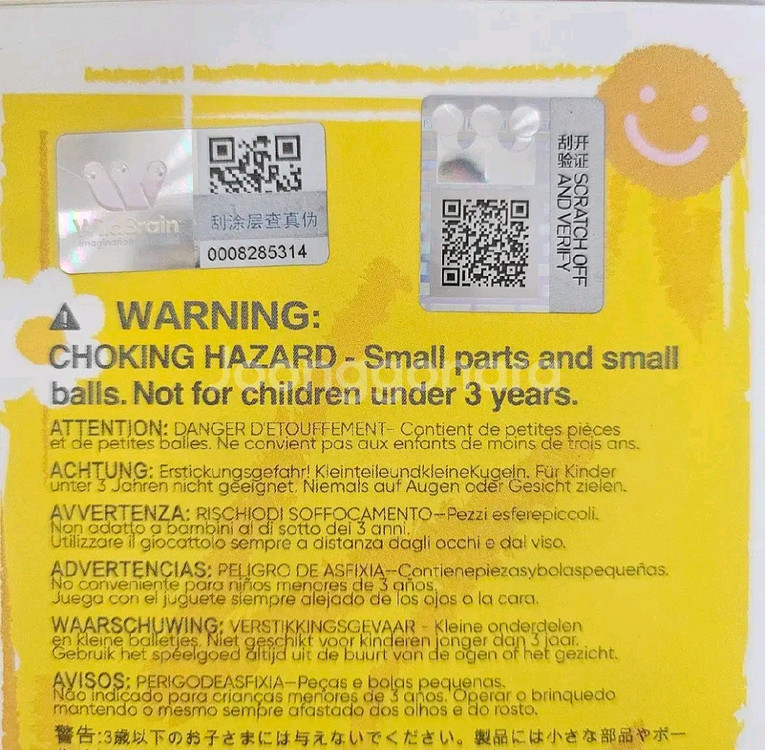 WildBrain
imagination
刮涂层查真伪
0008285314
刮开
验证
SCRATCH OFF
AND VERIFY
WARNING:
CHOKING HAZARD - Small parts and small
balls. Not for children under 3 years.
ATTENTION: DANGER D'ETOUFFEMENT- Contient de petites pièces
et de petites balles. Ne convient pas aux enfants de moins de trois ans.
ACHTUNG: Erstickungsgefahr! KleinteileundkleineKugeln. Für Kinder
unter 3 Jahren nicht geeignet. Niemals auf Augen oder Gesicht zielen.
AVVERTENZA: RISCHIODI SOFFOCAMENTO-Pezzi esferepiccoli.
Non adatto a bambini al di sotto dei 3 anni.
Utilizzare il giocattolo sempre a distanza dagli occhi e dal viso.
ADVERTENCIAS: PELIGRO DE ASFIXIA-Contienepiezasybolaspequeñas.
No conveniente para niños menores de 3 años.
Juega con el juguete siempre alejado de los ojos o la cara.
WAARSCHUWING: VERSTIKKINGSGEVAAR - Kleine onderdelen
en kleine balletjes. Niet geschikt voor kinderen jonger dan 3 jaar.
Gebruik het speelgoed altijd uit de buurt van de ogen of het gezicht.
AVISOS: PERIGODEASFIXIA-Peças e bolas pequenas.
Não indicado para crianças menores de 3 anos. Operar o brinquedo
mantendo o mesmo sempre afastado dos olhos e do rosto.
警告:3歳以下のお子さまには与えないでください。製品には小さな部品やボー